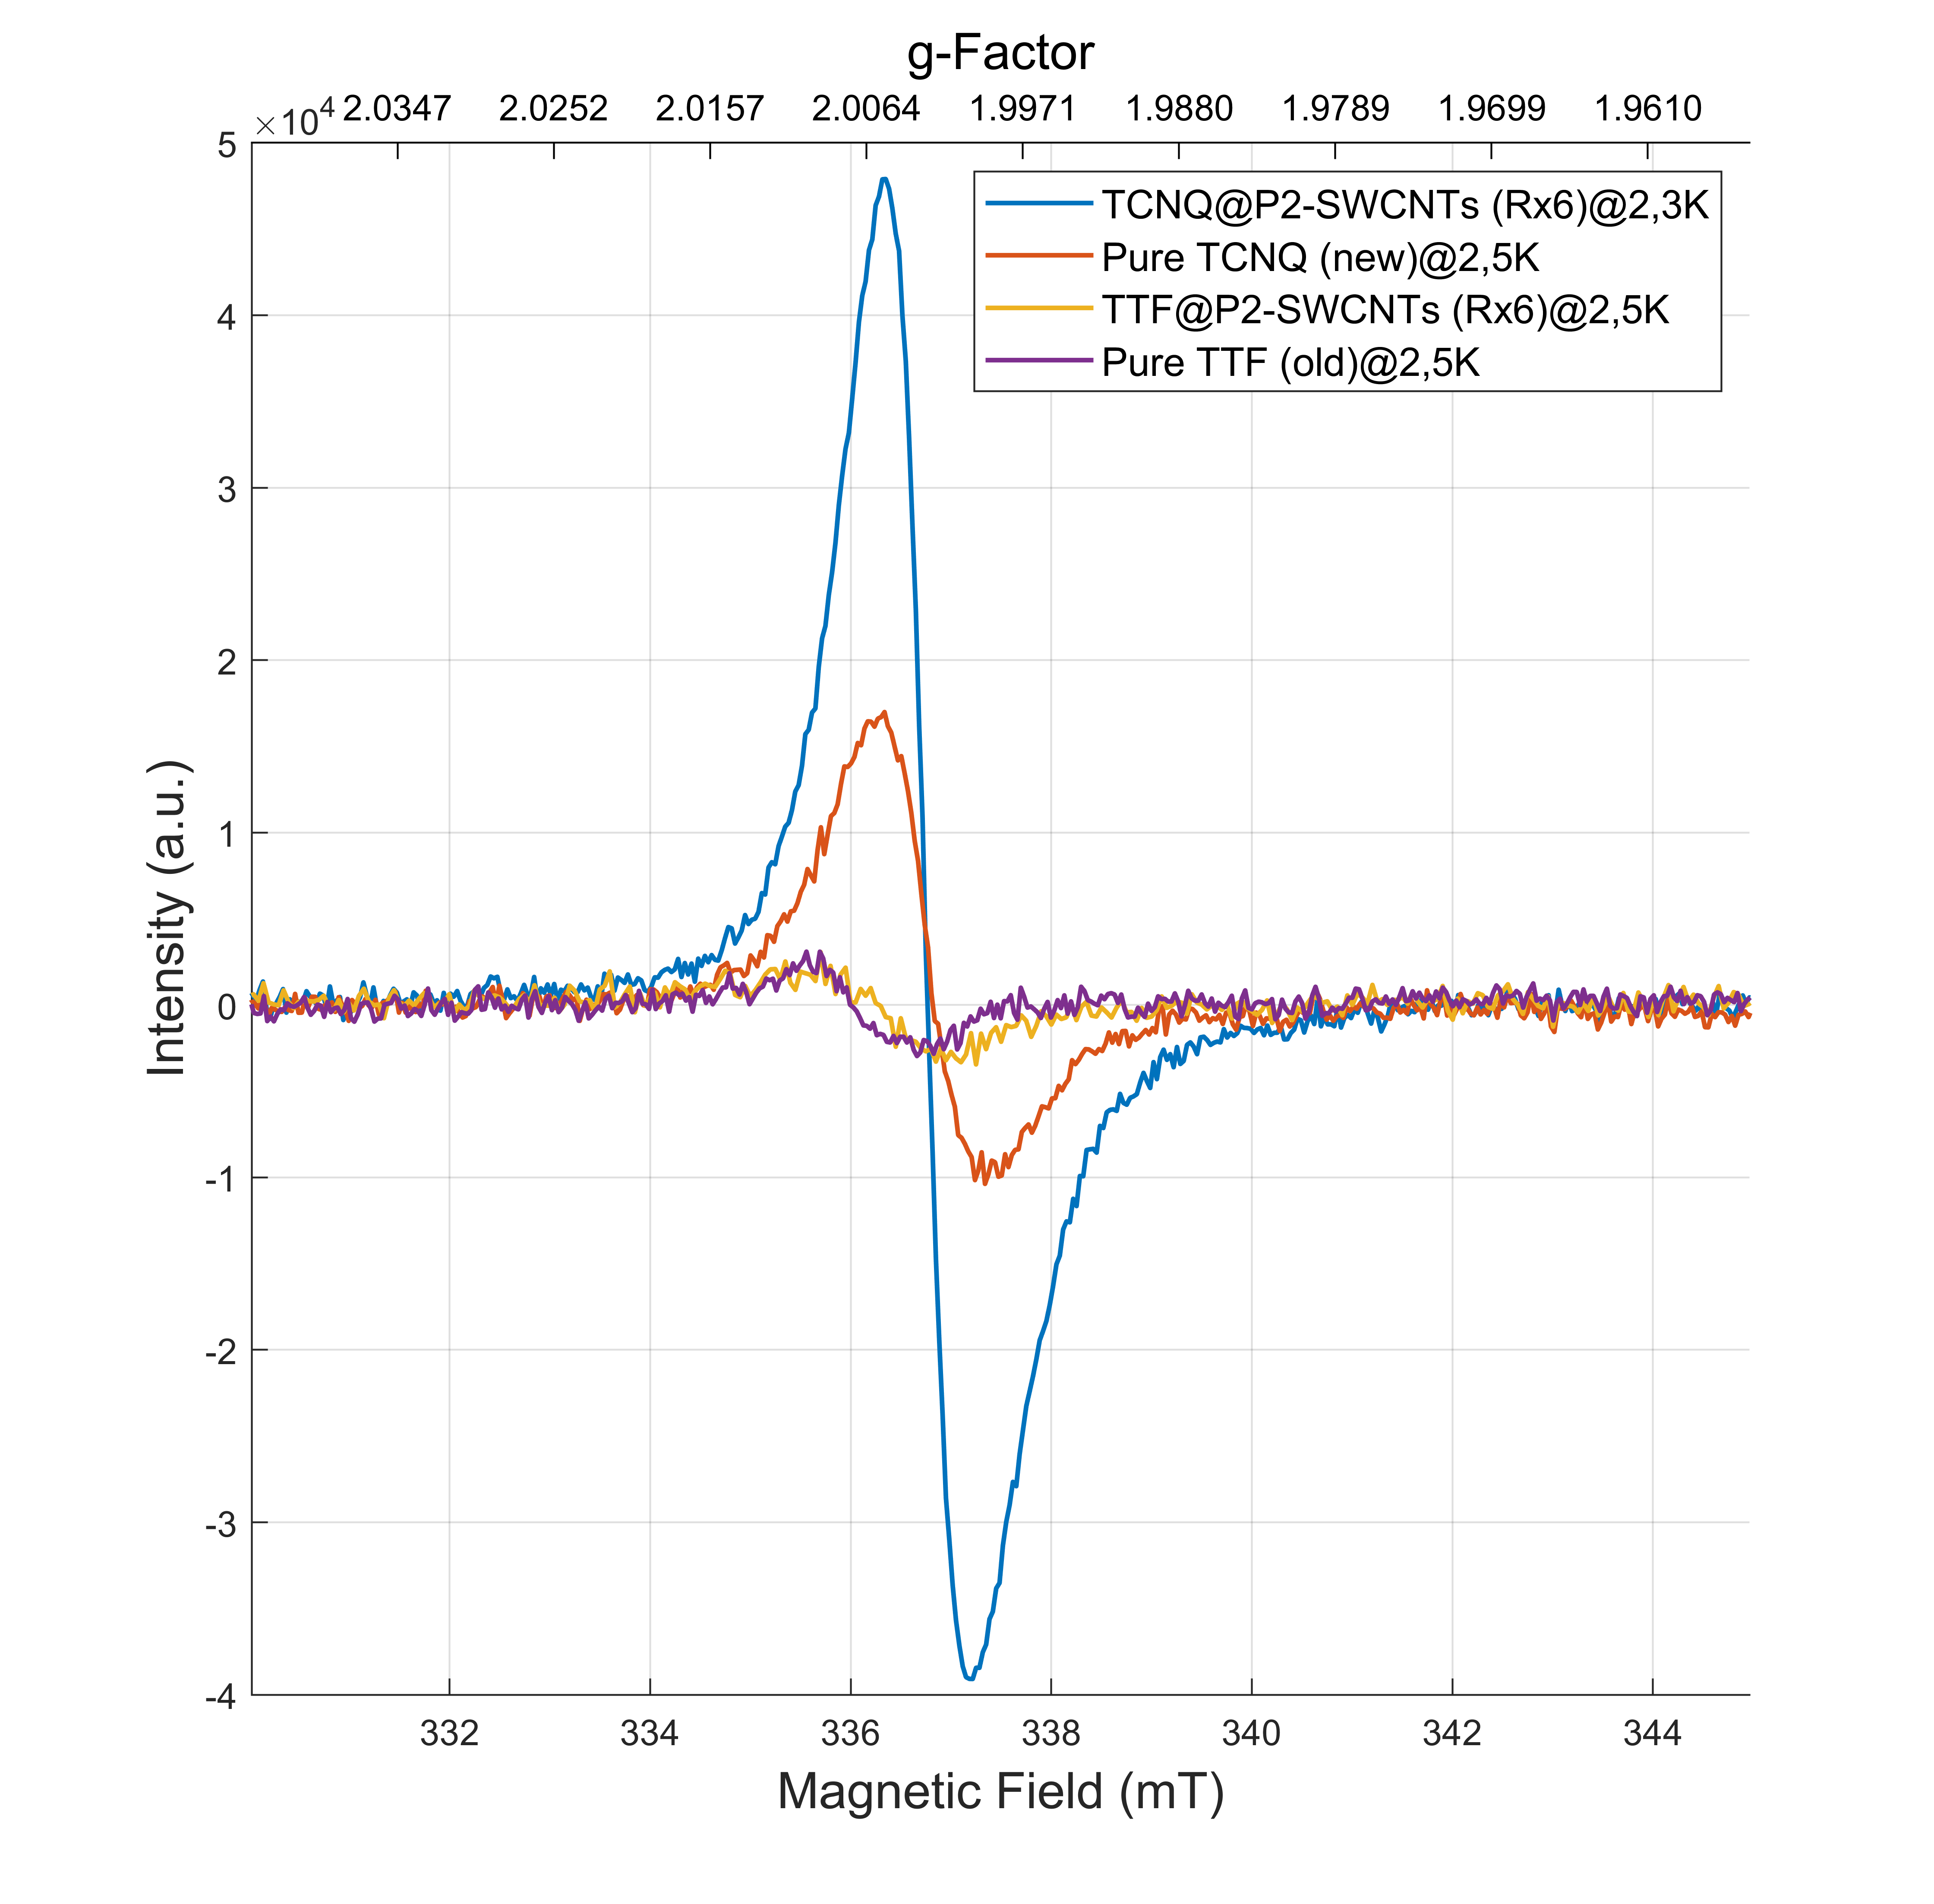 g-Factor
×10⁴ 2.0347 2.0252 2.0157 2.0064 1.9971 1.9880 1.9789 1.9699 1.9610
5
TCNQ@P2-SWCNTs (Rx6)@2,3K
Pure TCNQ (new)@2,5K
TTF@P2-SWCNTs (Rx6)@2,5K
Pure TTF (old)@2,5K
4
3
2
1
0
-1
-2
-3
-4
Intensity (a.u.)
332 334 336 338 340 342 344
Magnetic Field (mT)